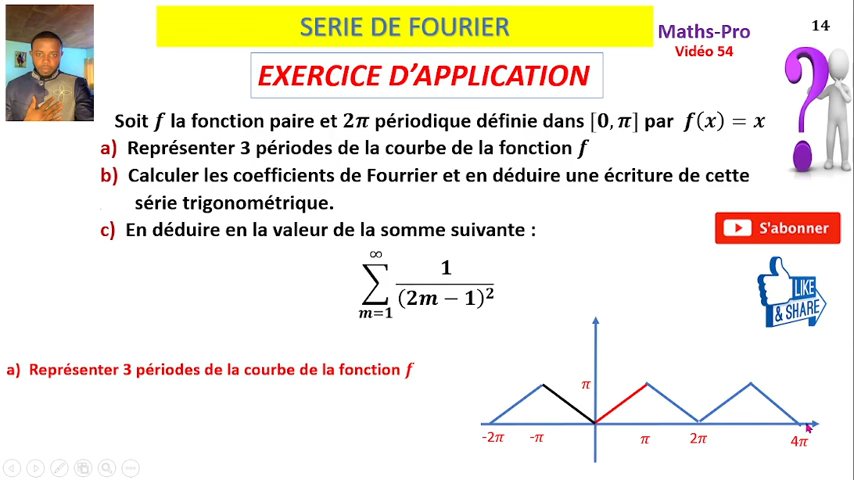 SERIE DE FOURIER
Maths-Pro
14
Vidéo 54
EXERCICE D'APPLICATION
Soit f la fonction paire et 2π périodique définie dans [0, π] par f(x) = x
a) Représenter 3 périodes de la courbe de la fonction f
b) Calculer les coefficients de Fourrier et en déduire une écriture de cette
série trigonométrique.
c) En déduire en la valeur de la somme suivante :
S'abonner
∞
∑ 1 / (2m − 1)²
m=1
LIKE
& SHARE
a) Représenter 3 périodes de la courbe de la fonction f
π
-2π -π π 2π 4π